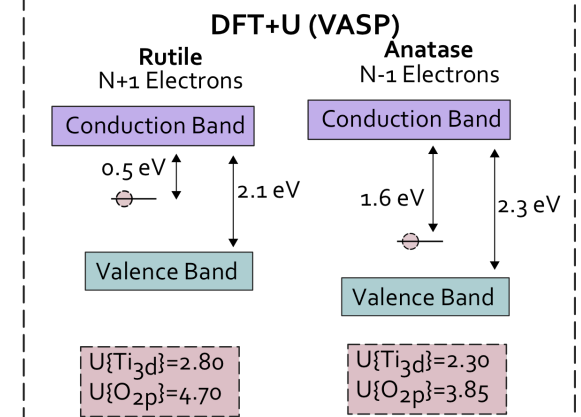 DFT+U (VASP)
Rutile
N+1 Electrons
Conduction Band
0.5 eV
2.1 eV
Valence Band
U{Ti3d}=2.80
U{O2p}=4.70
Anatase
N-1 Electrons
Conduction Band
1.6 eV
2.3 eV
Valence Band
U{Ti3d}=2.30
U{O2p}=3.85